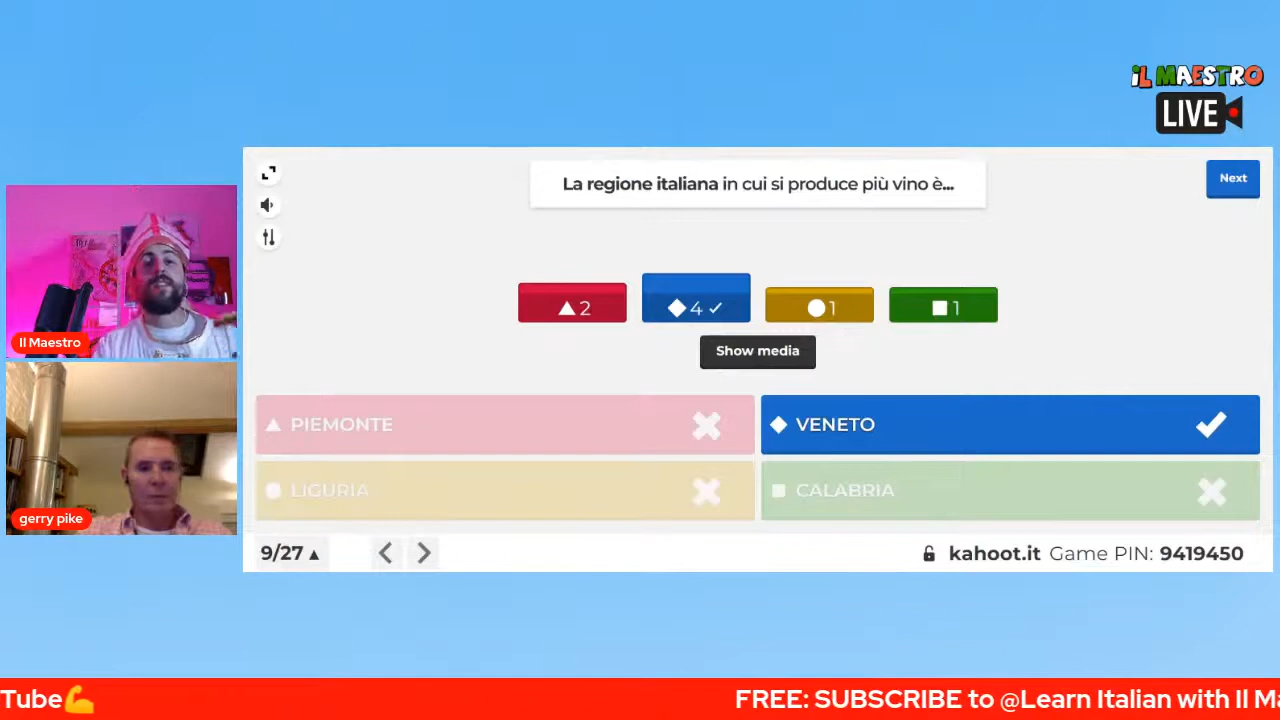 iL MAESTRO
LIVE
La regione italiana in cui si produce più vino è...
Next
2
4
1
1
Show media
Il Maestro
PIEMONTE
VENETO
LIGURIA
CALABRIA
gerry pike
9/27
kahoot.it Game PIN: 9419450
Tube💪 FREE: SUBSCRIBE to @Learn Italian with Il Ma